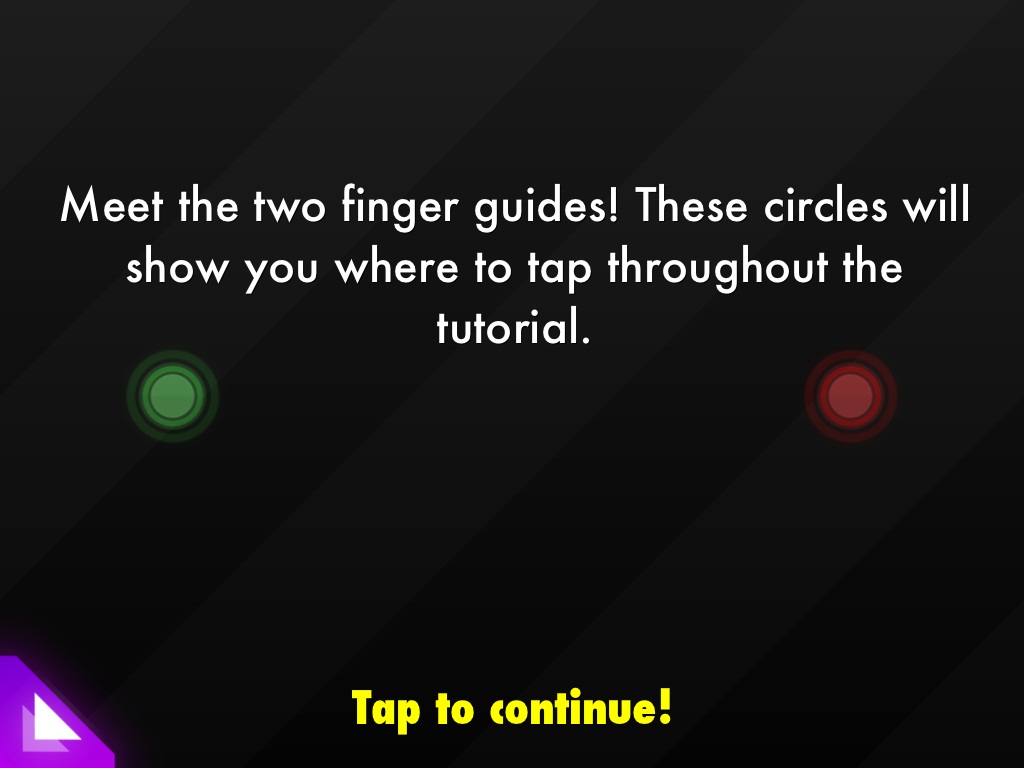 Meet the two finger guides! These circles will
show you where to tap throughout the
tutorial.
Tap to continue!